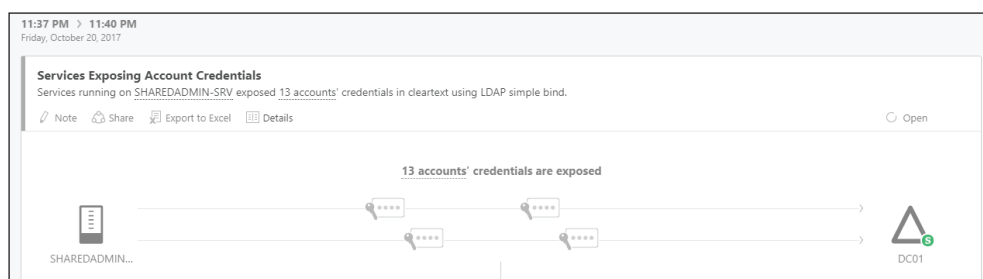 11:37 PM > 11:40 PM
Friday, October 20, 2017
Services Exposing Account Credentials
Services running on SHAREDADMIN-SRV exposed 13 accounts' credentials in cleartext using LDAP simple bind.
Note Share Export to Excel Details Open
13 accounts' credentials are exposed
SHAREDADMIN... DC01
S